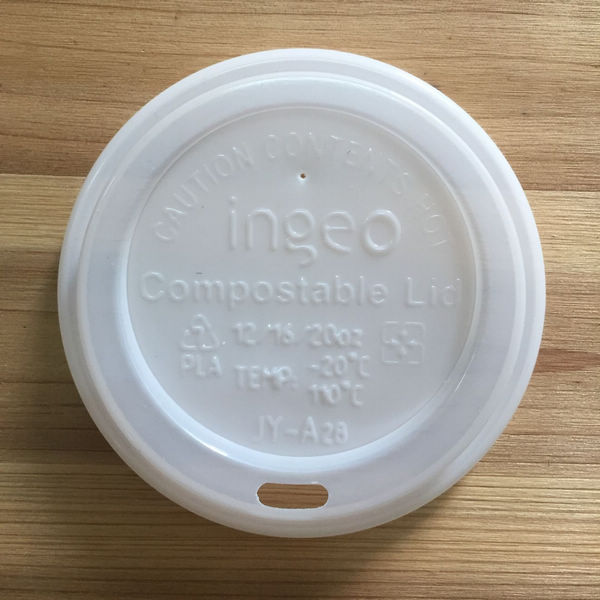 CAUTION CONTENTS HOT
ingeo
Compostable Lid
12 16 20oz
PLA
TEMP: -20°C
110°C
JY-A28